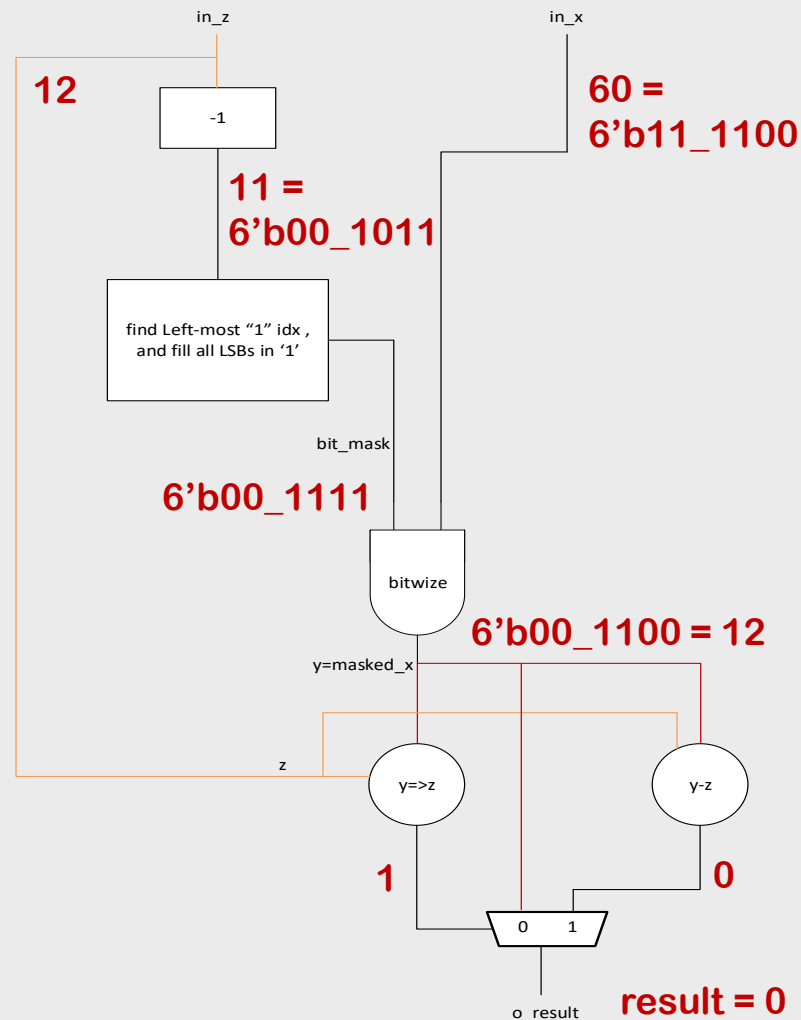 in_z
in_x
12
-1
60 =
6’b11_1100
11 =
6’b00_1011
find Left-most “1” idx ,
and fill all LSBs in ‘1’
bit_mask
6’b00_1111
bitwize
6’b00_1100 = 12
y=masked_x
z
y=>z
y-z
1
0
0 1
o_result
result = 0